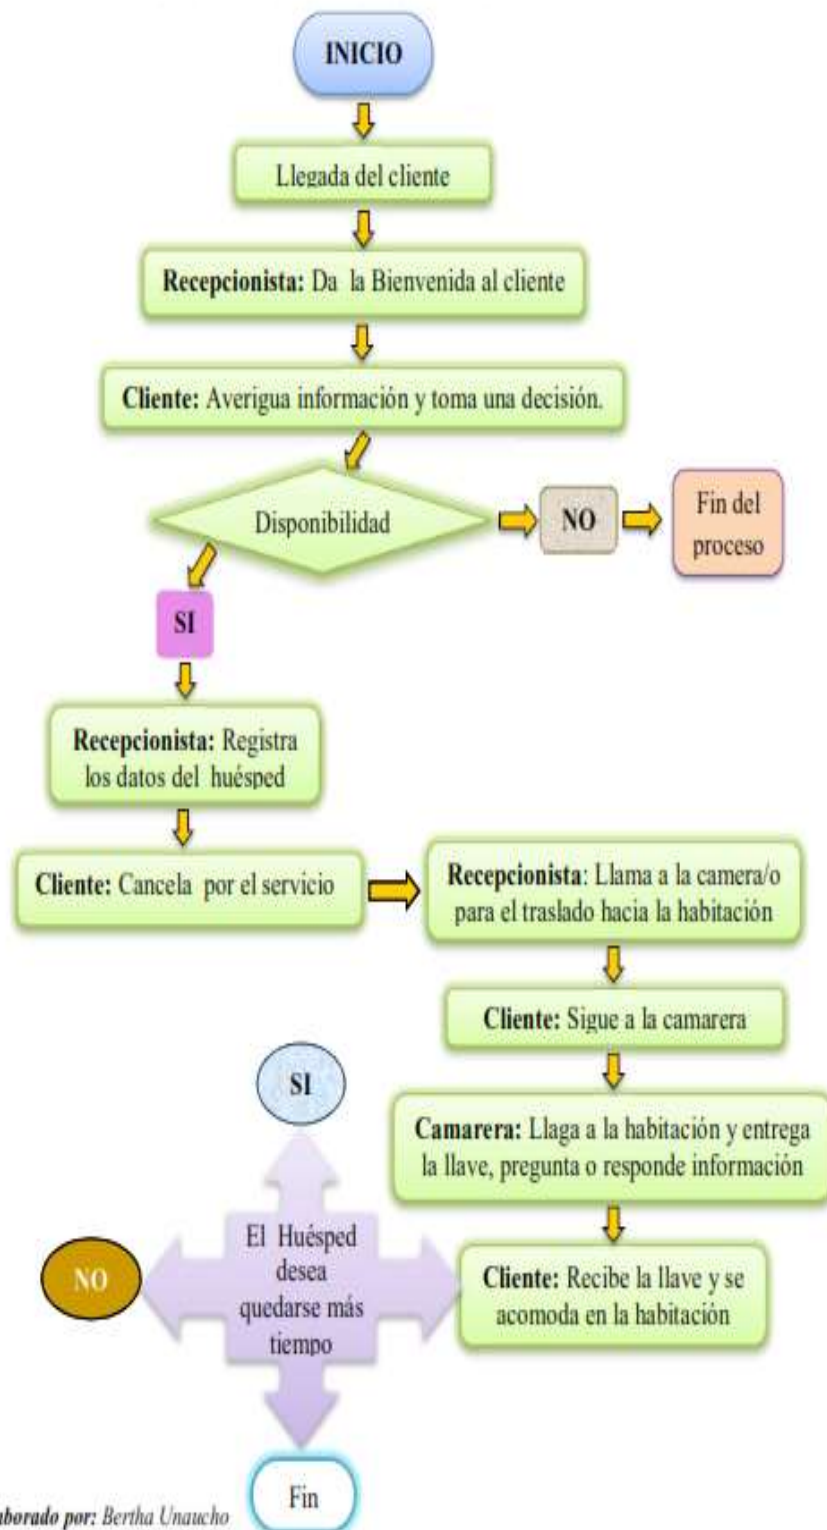 INICIO
Llegada del cliente
Recepcionista: Da la Bienvenida al cliente
Cliente: Averigua información y toma una decisión.
Disponibilidad
NO
Fin del
proceso
SI
Recepcionista: Registra
los datos del huésped
Cliente: Cancela por el servicio
Recepcionista: Llama a la camera/o
para el traslado hacia la habitación
Cliente: Sigue a la camarera
Camarera: Llaga a la habitación y entrega
la llave, pregunta o responde información
Cliente: Recibe la llave y se
acomoda en la habitación
SI
El Huésped
desea
quedarse más
tiempo
NO
Fin
aborado por: Bertha Unaucho